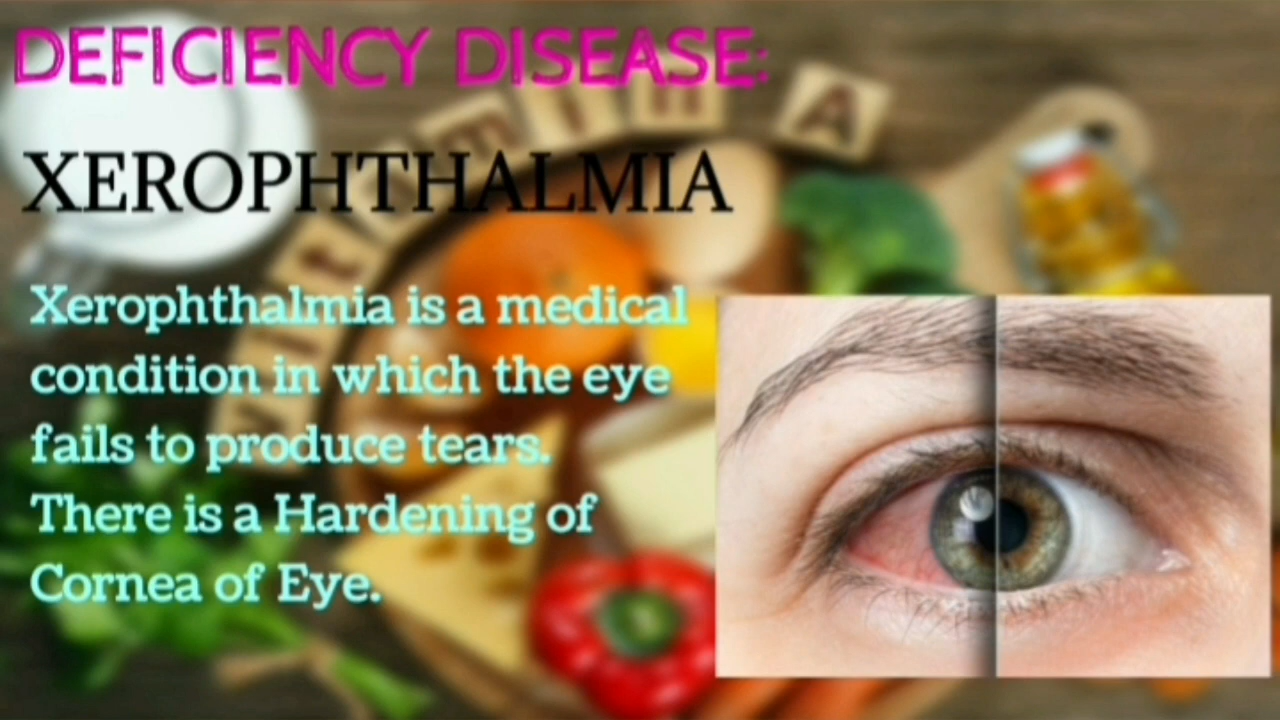 DEFICIENCY DISEASE:
vitamin A
XEROPHTHALMIA
Xerophthalmia is a medical
condition in which the eye
fails to produce tears.
There is a Hardening of
Cornea of Eye.